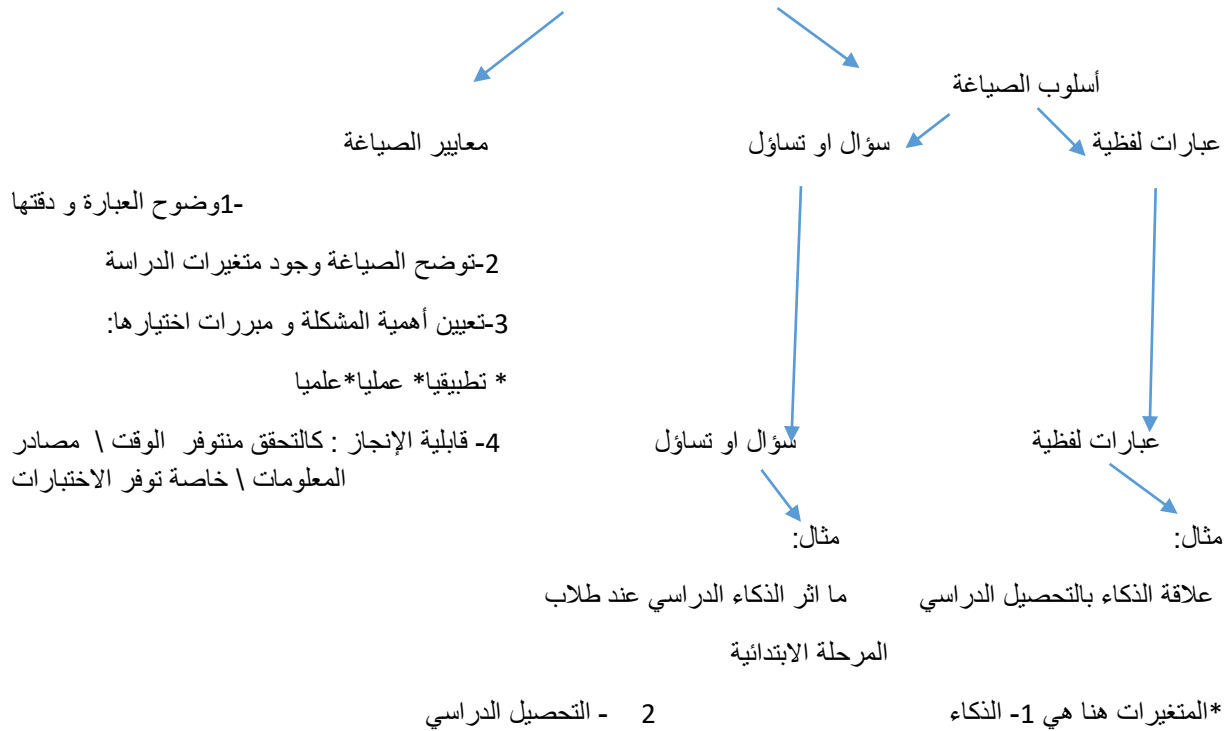 أسلوب الصياغة
عبارات لفظية سؤال او تساؤل معايير الصياغة
1-وضوح العبارة و دقتها
2-توضح الصياغة وجود متغيرات الدراسة
3-تعيين أهمية المشكلة و مبررات اختيارها:
* تطبيقيا* عمليا*علميا
عبارات لفظية سؤال او تساؤل 4- قابلية الإنجاز : كالتحقق منتوفر الوقت \ مصادر
المعلومات \ خاصة توفر الاختبارات
مثال: مثال:
علاقة الذكاء بالتحصيل الدراسي ما اثر الذكاء الدراسي عند طلاب
المرحلة الابتدائية
*المتغيرات هنا هي 1- الذكاء 2 - التحصيل الدراسي